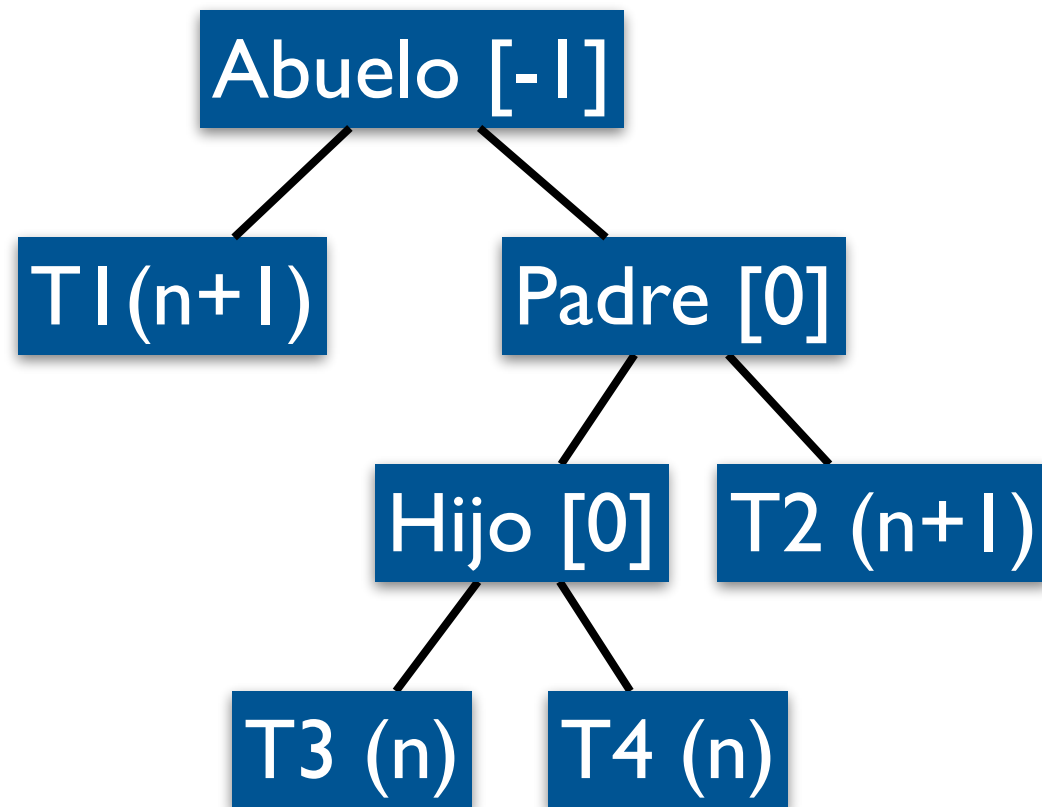 Abuelo [-1]
T1(n+1)
Padre [0]
Hijo [0]
T2 (n+1)
T3 (n)
T4 (n)